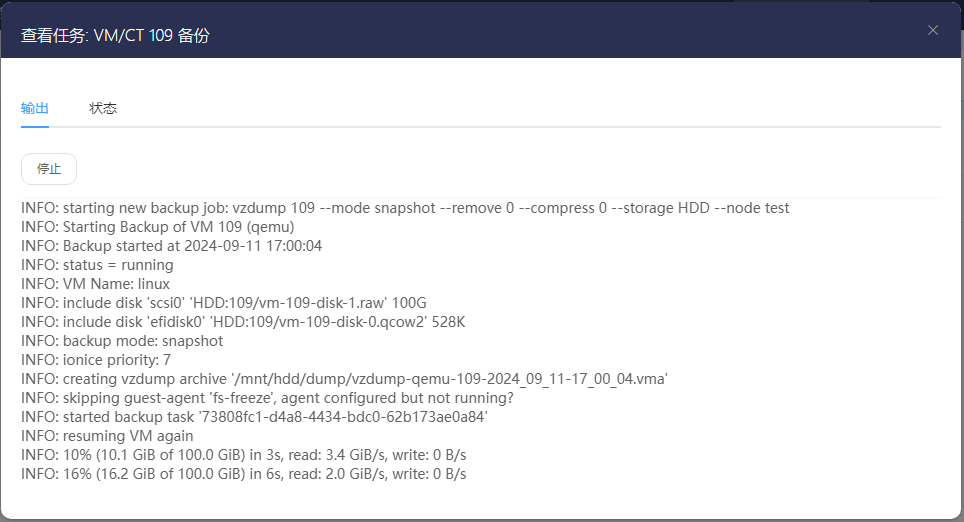 查看任务: VM/CT 109 备份
输出 状态
停止
INFO: starting new backup job: vzdump 109 --mode snapshot --remove 0 --compress 0 --storage HDD --node test
INFO: Starting Backup of VM 109 (qemu)
INFO: Backup started at 2024-09-11 17:00:04
INFO: status = running
INFO: VM Name: linux
INFO: include disk 'scsi0' 'HDD:109/vm-109-disk-1.raw' 100G
INFO: include disk 'efidisk0' 'HDD:109/vm-109-disk-0.qcow2' 528K
INFO: backup mode: snapshot
INFO: ionice priority: 7
INFO: creating vzdump archive '/mnt/hdd/dump/vzdump-qemu-109-2024_09_11-17_00_04.vma'
INFO: skipping guest-agent 'fs-freeze', agent configured but not running?
INFO: started backup task '73808fc1-d4a8-4434-bdc0-62b173ae0a84'
INFO: resuming VM again
INFO: 10% (10.1 GiB of 100.0 GiB) in 3s, read: 3.4 GiB/s, write: 0 B/s
INFO: 16% (16.2 GiB of 100.0 GiB) in 6s, read: 2.0 GiB/s, write: 0 B/s